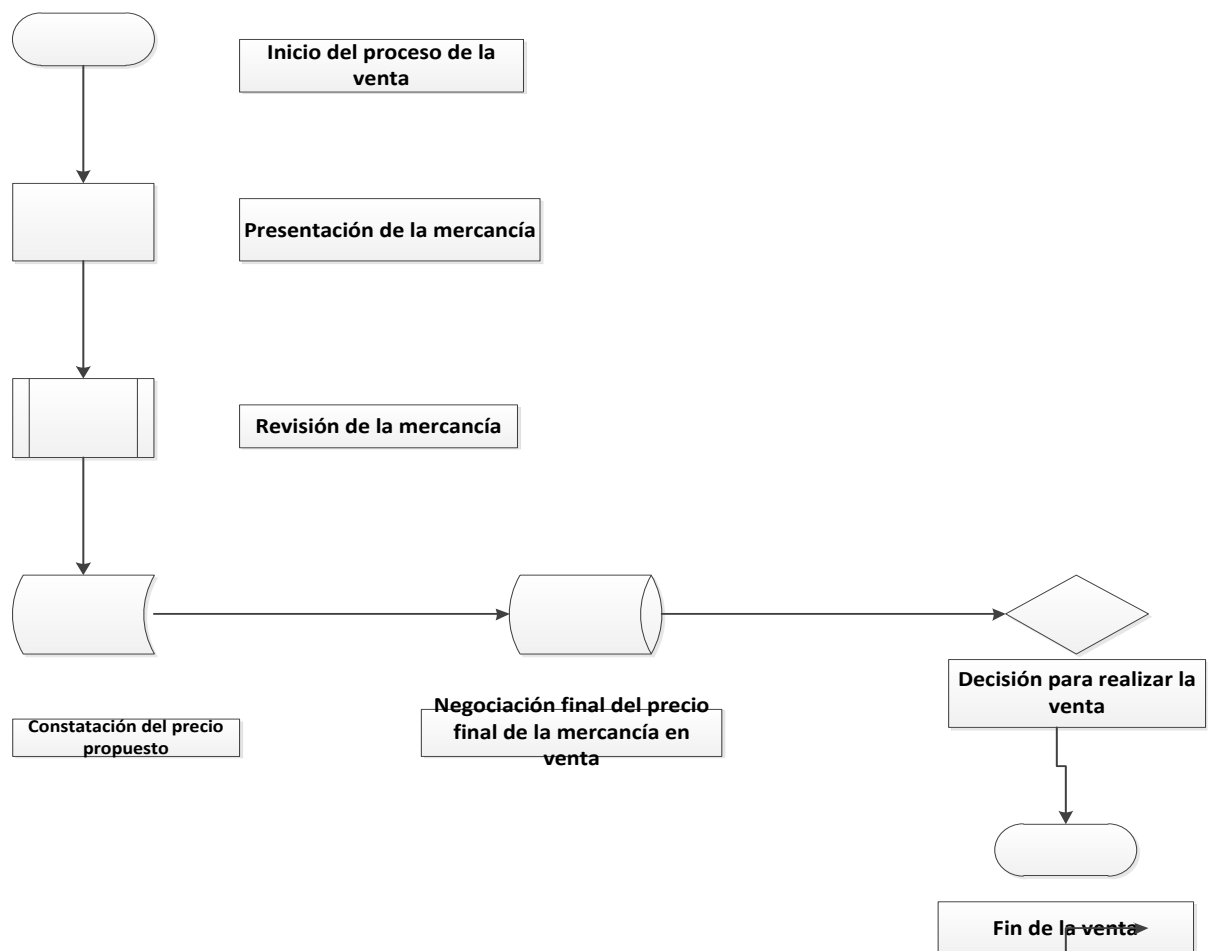 Inicio del proceso de la
venta
Presentación de la mercancía
Revisión de la mercancía
Constatación del precio
propuesto
Negociación final del precio
final de la mercancía en
venta
Decisión para realizar la
venta
Fin de la venta